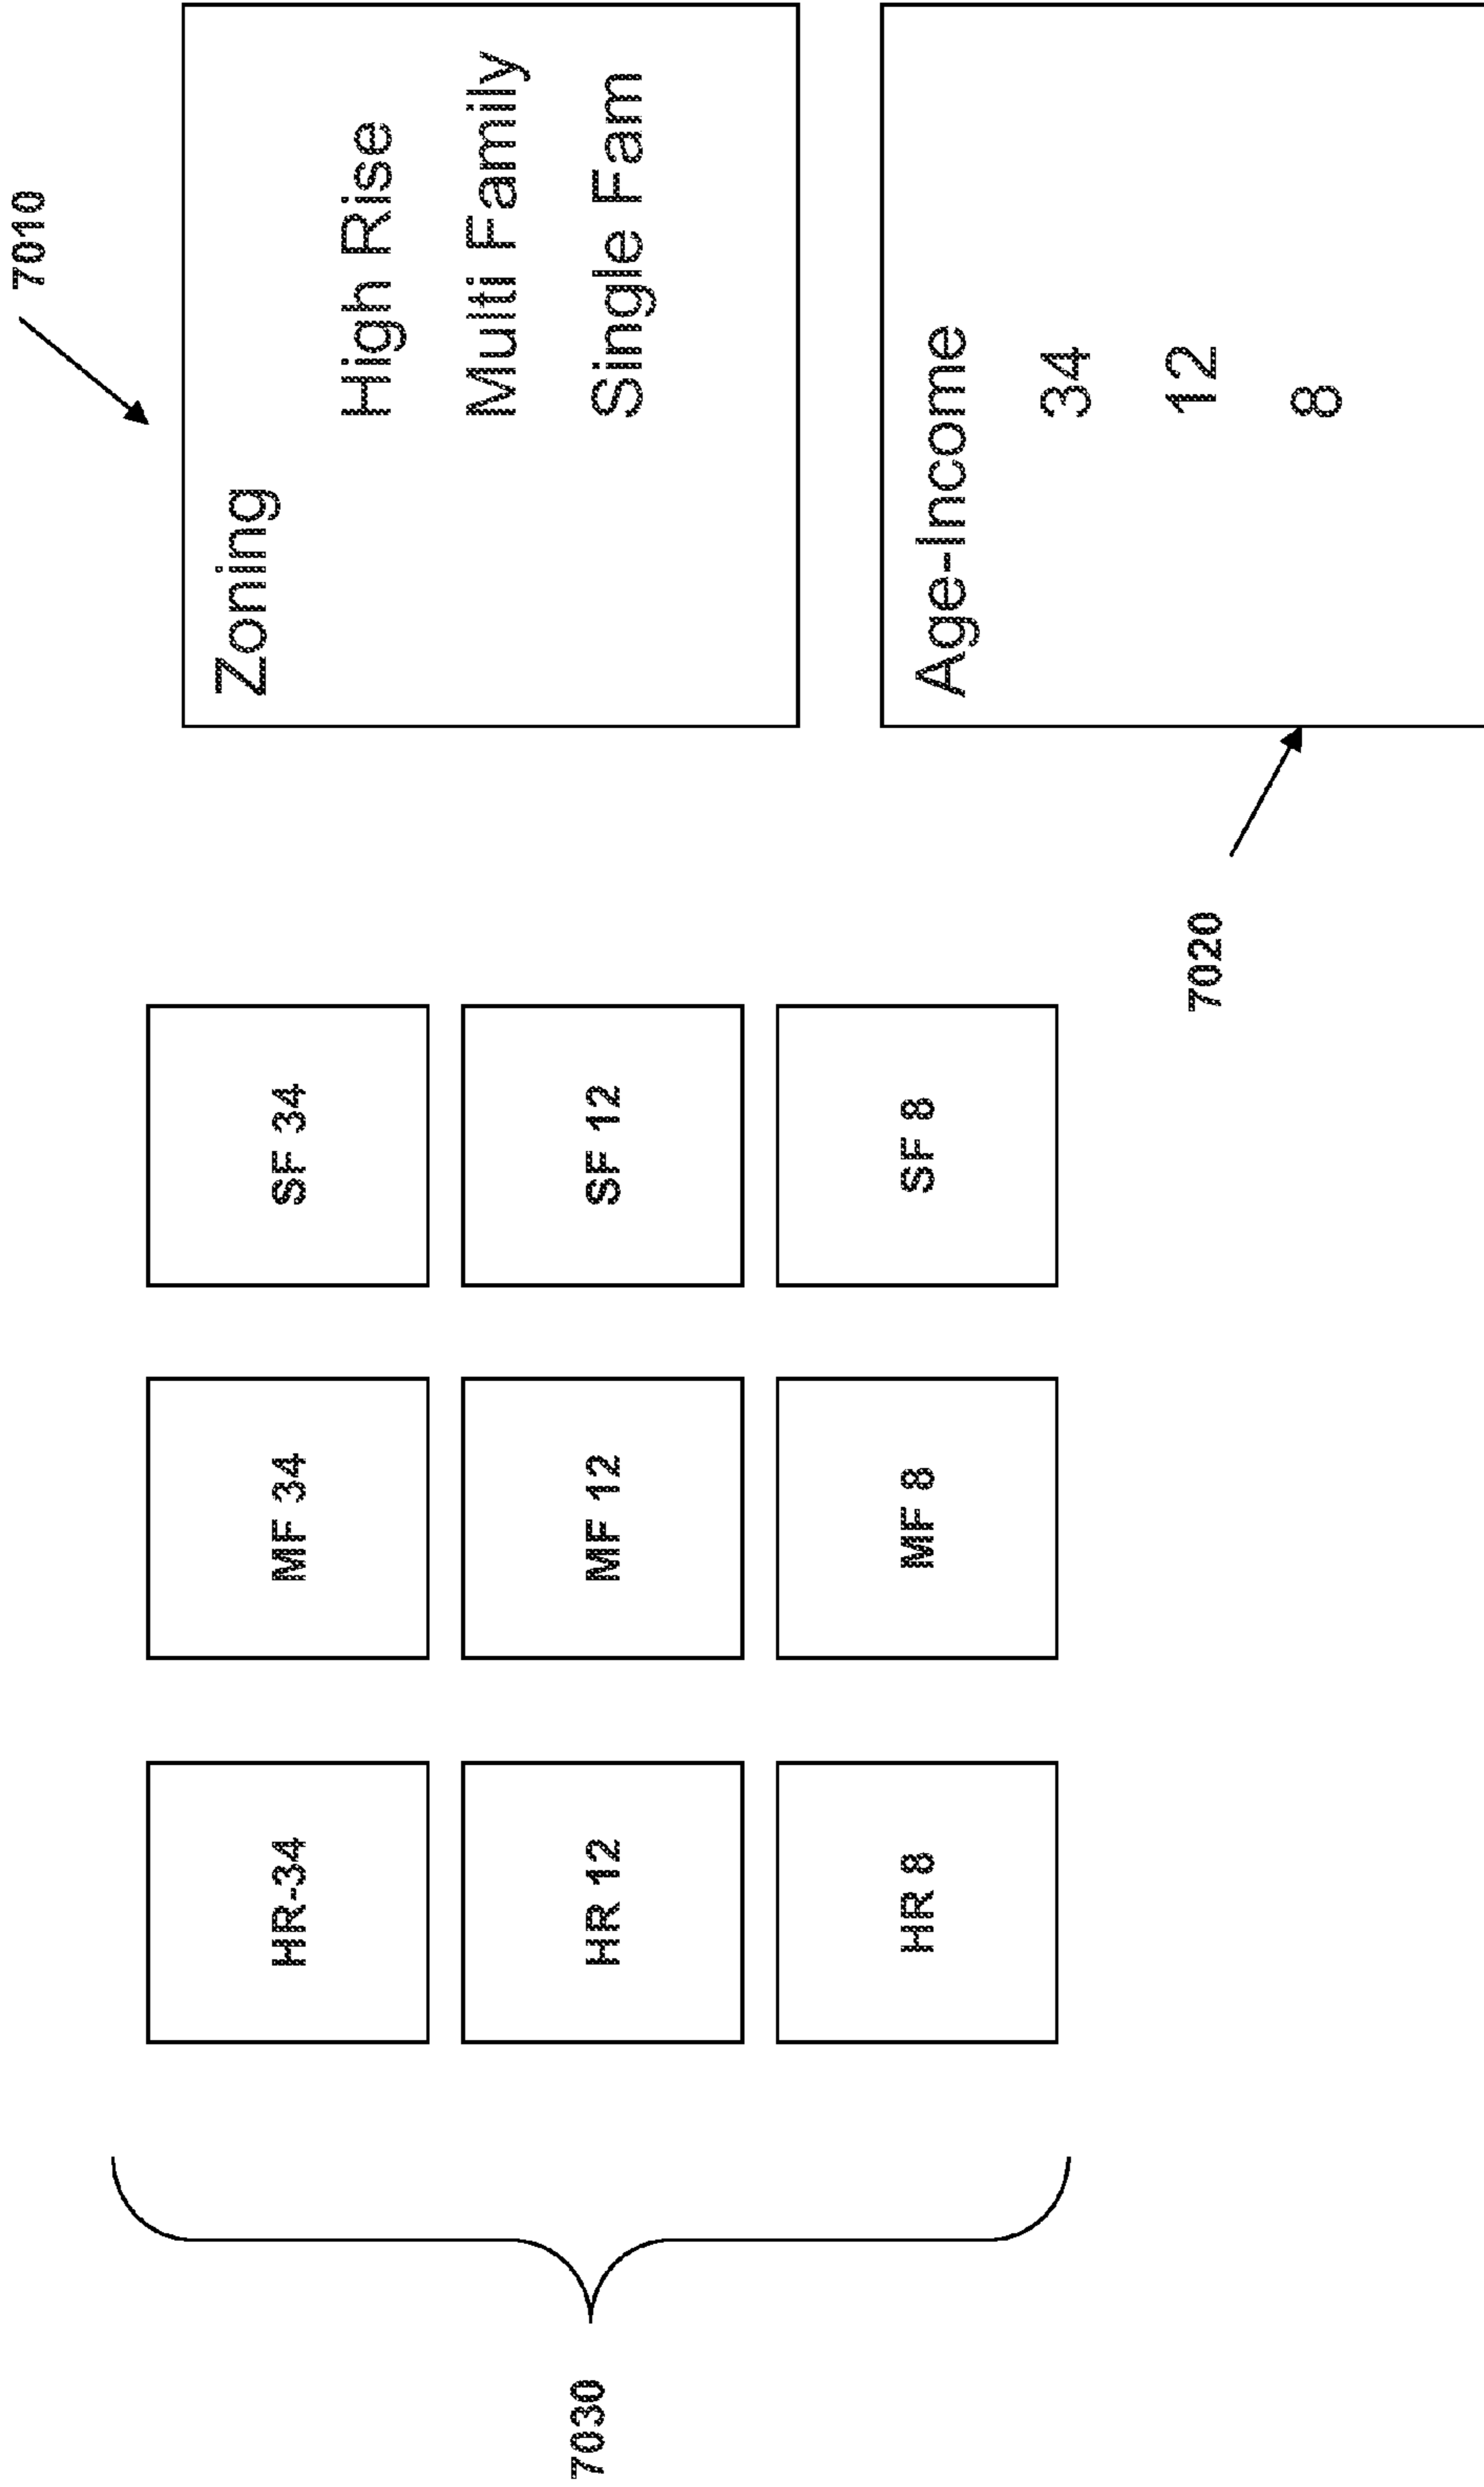 7010
7030
HR-34
MF 34
SF 34
HR 12
MF 12
SF 12
HR 8
MF 8
SF 8
Zoning
High Rise
Multi Family
Single Fam
7020
Age-Income
34
12
8